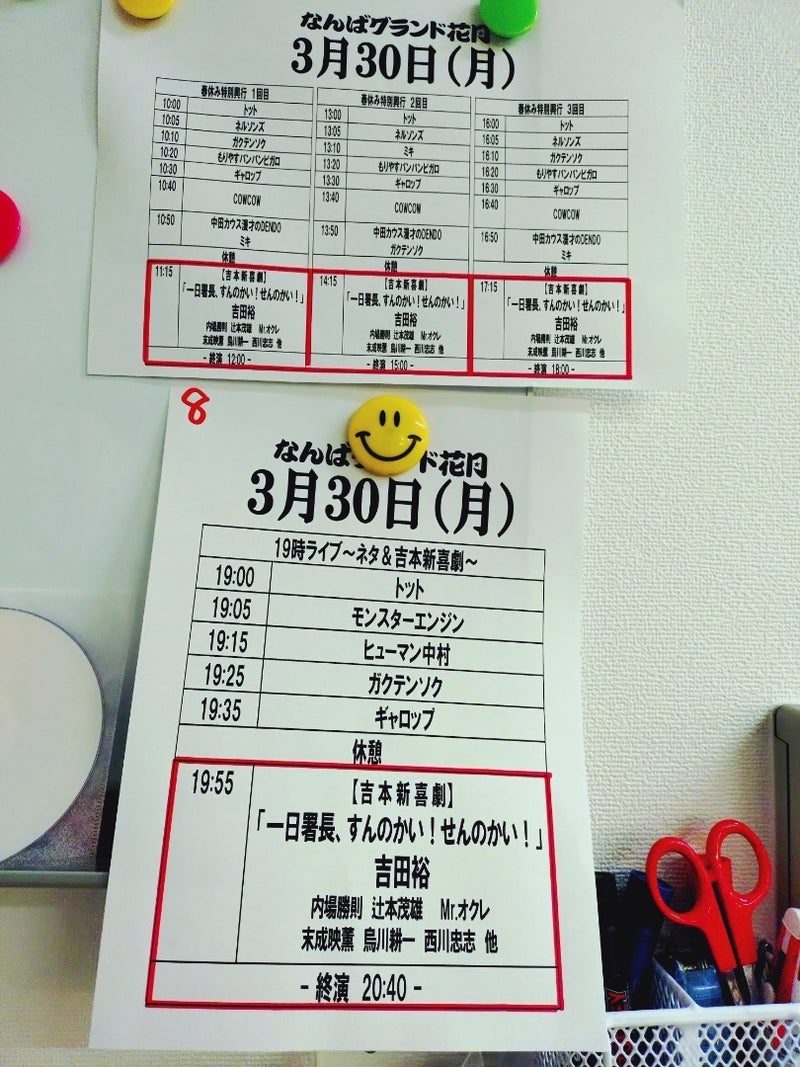 なんばグランド花月
3月30日(月)
春休み特別興行 1回目
10:00 トット
10:05 ネルソンズ
10:10 ガクテンソク
10:20 もりやすバンバンビガロ
10:30 ギャロップ
10:40 COWCOW
10:50 中田カウス漫才のDENDO
ミキ
休憩
11:15 【吉本新喜劇】
「一日署長、すんのかい!せんのかい!」
吉田裕
内場勝則 辻本茂雄 Mr.オクレ
末成映薫 烏川耕一 西川忠志 他
- 終演 12:00 -
春休み特別興行 2回目
13:00 トット
13:05 ネルソンズ
13:10 ミキ
13:20 もりやすバンバンビガロ
13:30 ギャロップ
13:40 COWCOW
13:50 中田カウス漫才のDENDO
ガクテンソク
休憩
14:15 【吉本新喜劇】
「一日署長、すんのかい!せんのかい!」
吉田裕
内場勝則 辻本茂雄 Mr.オクレ
末成映薫 烏川耕一 西川忠志 他
- 終演 15:00 -
春休み特別興行 3回目
16:00 トット
16:05 ネルソンズ
16:10 ガクテンソク
16:20 もりやすバンバンビガロ
16:30 ギャロップ
16:40 COWCOW
16:50 中田カウス漫才のDENDO
ミキ
休憩
17:15 【吉本新喜劇】
「一日署長、すんのかい!せんのかい!」
吉田裕
内場勝則 辻本茂雄 Mr.オクレ
末成映薫 烏川耕一 西川忠志 他
- 終演 18:00 -
8
なんばグランド花月
3月30日(月)
19時ライブ~ネタ&吉本新喜劇~
19:00 トット
19:05 モンスターエンジン
19:15 ヒューマン中村
19:25 ガクテンソク
19:35 ギャロップ
休憩
19:55 【吉本新喜劇】
「一日署長、すんのかい!せんのかい!」
吉田裕
内場勝則 辻本茂雄 Mr.オクレ
末成映薫 烏川耕一 西川忠志 他
- 終演 20:40 -